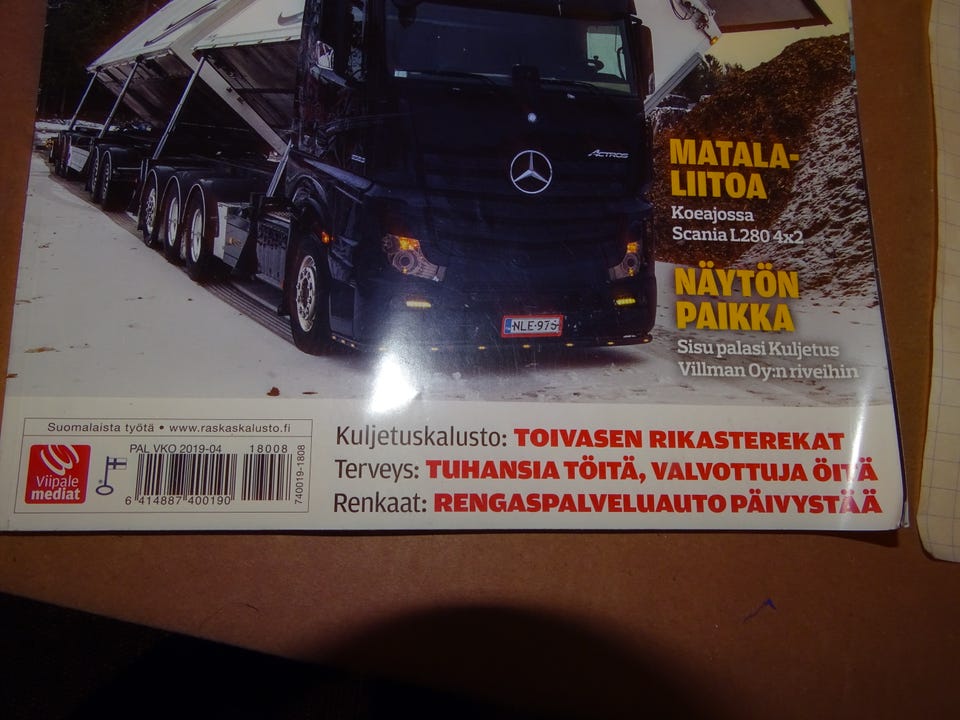 ACTROS
MATALA-
LIITOA
Koeajossa
Scania L280 4x2
NÄYTÖN
PAIKKA
Sisu palasi Kuljetus
Villman Oy:n riveihin
NLE-976
Suomalaista työtä • www.raskaskalusto.fi
Viipale
mediat
PAL VKO 2019-04
18008
6 414887 400190
740019-1808
Kuljetuskalusto: TOIVASEN RIKASTEREKAT
Terveys: TUHANSIA TÖITÄ, VALVOTTUJA ÖITÄ
Renkaat: RENGASPALVELUAUTO PÄIVYSTÄÄ